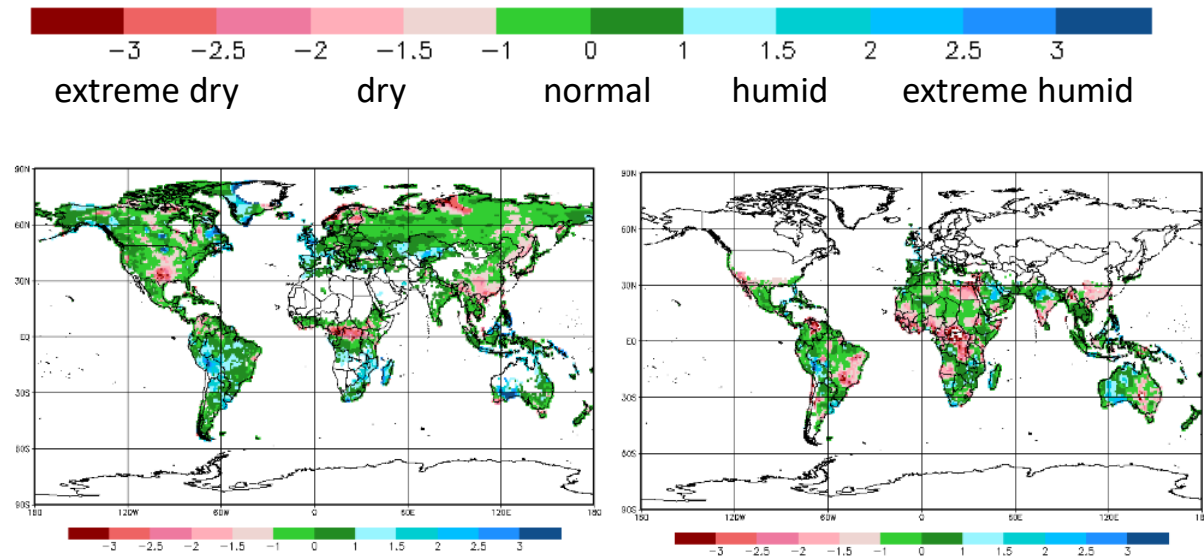 -3 -2.5 -2 -1.5 -1 0 1 1.5 2 2.5 3
extreme dry dry normal humid extreme humid
90N
60N
30N
EQ
30S
60S
90S
180 120W 60W 0 60E 120E 180
-3 -2.5 -2 -1.5 -1 0 1 1.5 2 2.5 3
90N
60N
30N
EQ
30S
60S
90S
150 120W 60W 0 50E 120E 180
-3 -2.5 -2 -1.5 -1 0 1 1.5 2 2.5 3